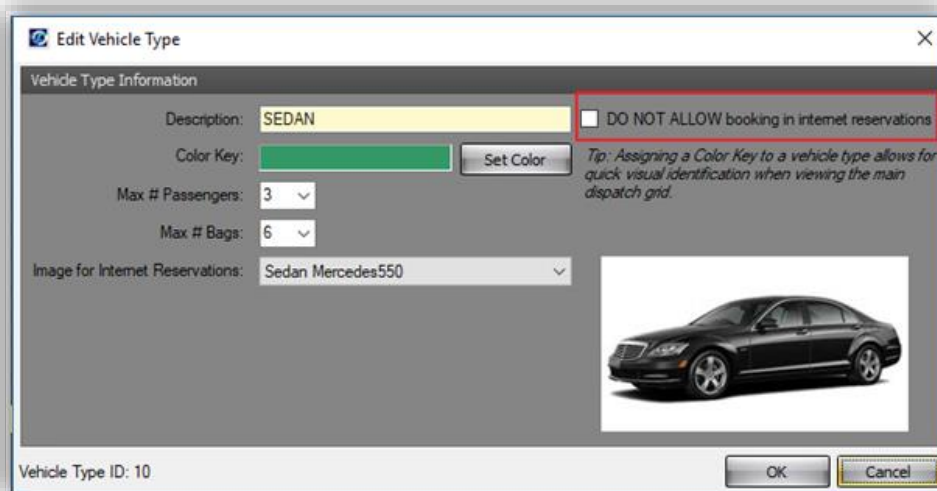 Edit Vehicle Type
Vehicle Type Information
Description: SEDAN
DO NOT ALLOW booking in internet reservations
Color Key: Set Color
Tip: Assigning a Color Key to a vehicle type allows for
quick visual identification when viewing the main
dispatch grid.
Max # Passengers: 3
Max # Bags: 6
Image for Internet Reservations: Sedan Mercedes550
Vehicle Type ID: 10
OK Cancel